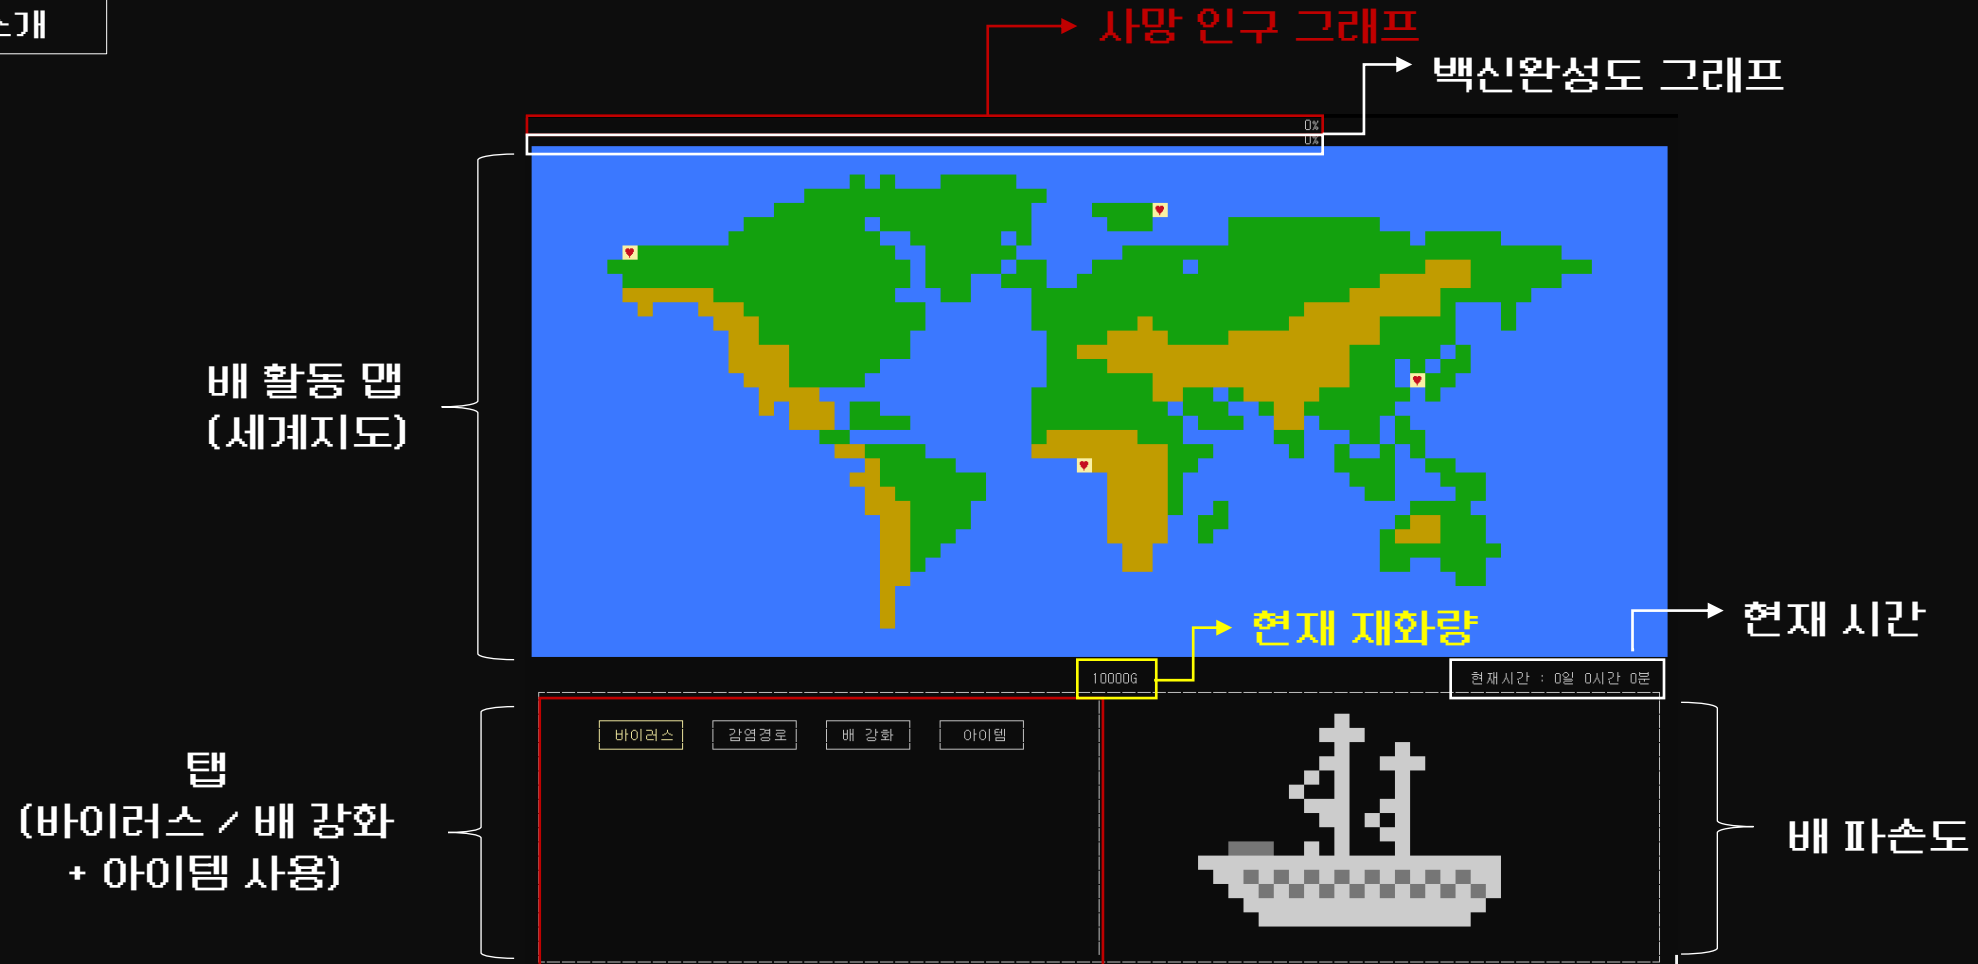 소개
사망 인구 그래프
백신완성도 그래프
0%
0%
배 활동 맵
(세계지도)
현재 재화량
현재 시간
10000G
현재시간 : 0일 0시간 0분
바이러스
감염경로
배 강화
아이템
탭
(바이러스 / 배 강화
+ 아이템 사용)
배 파손도